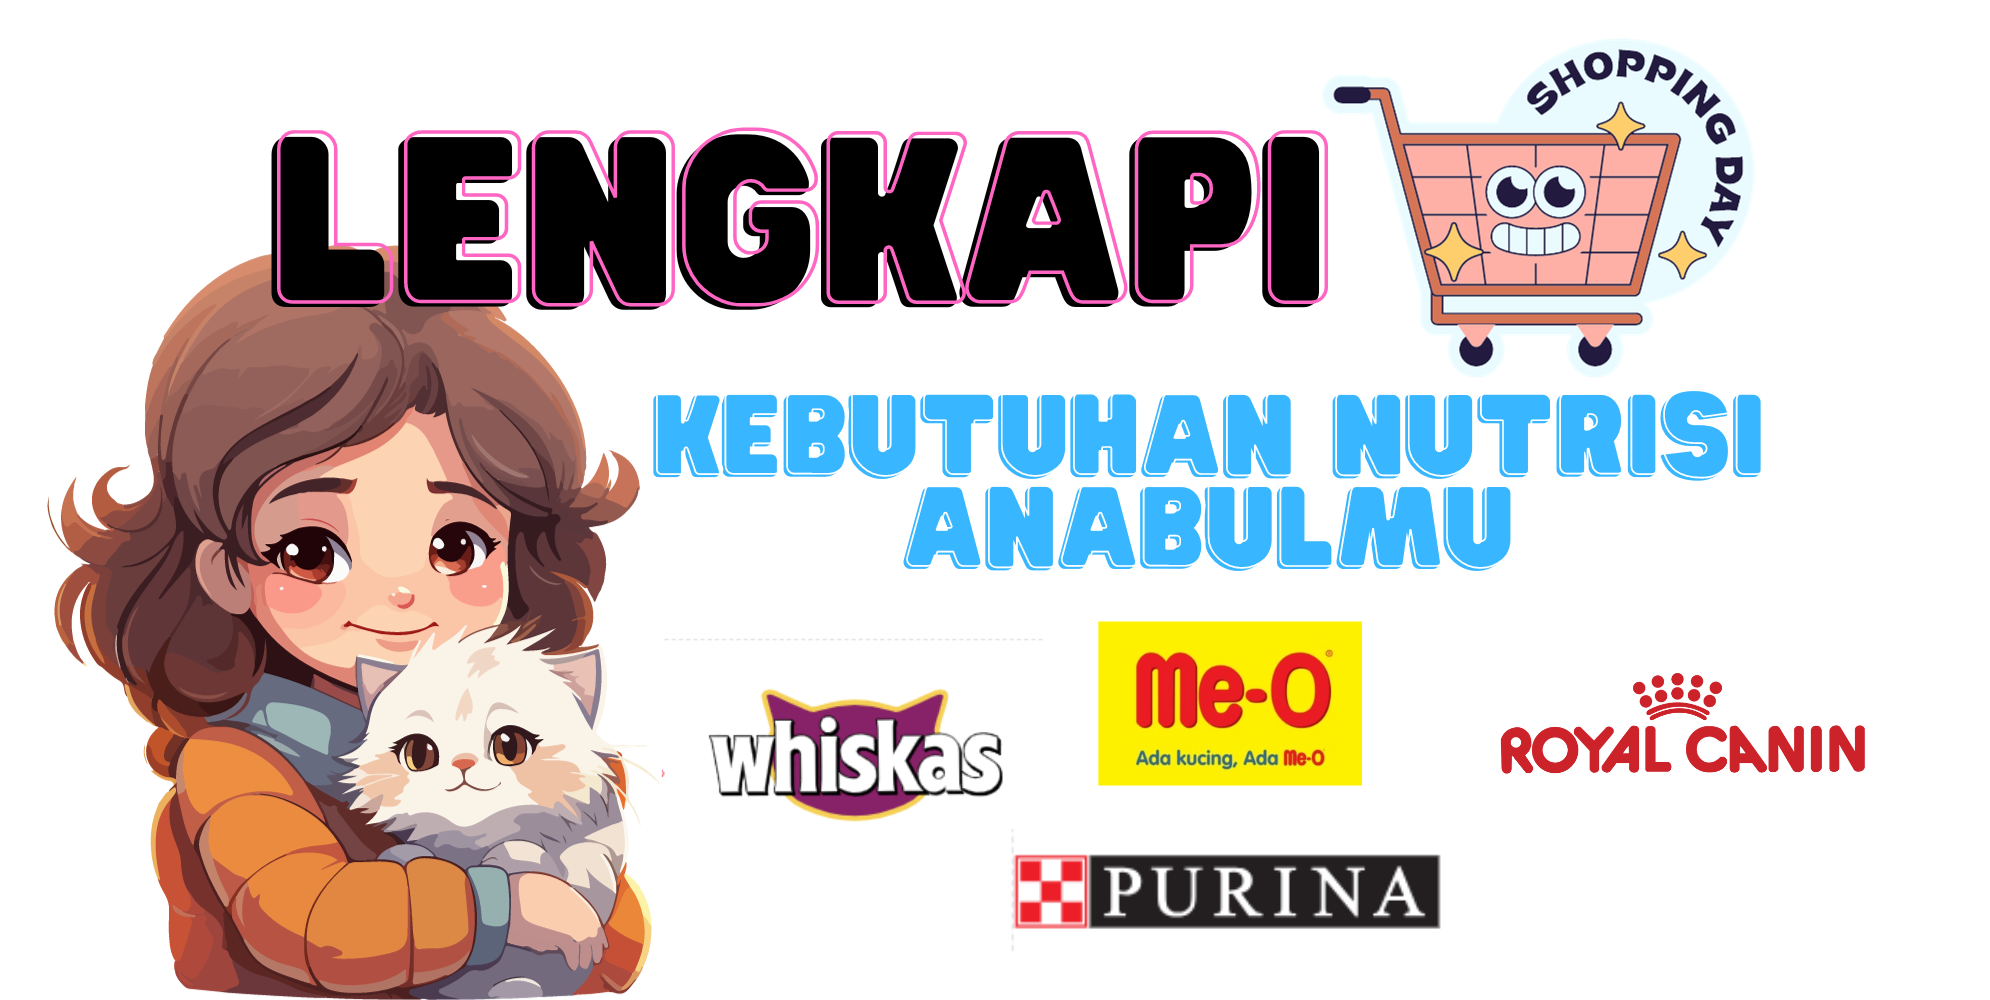 SHOPPING DAY
LENGKAPI
KEBUTUHAN NUTRISI
ANABULMU
whiskas
Me-O®
Ada kucing, Ada Me-O
ROYAL CANIN
PURINA